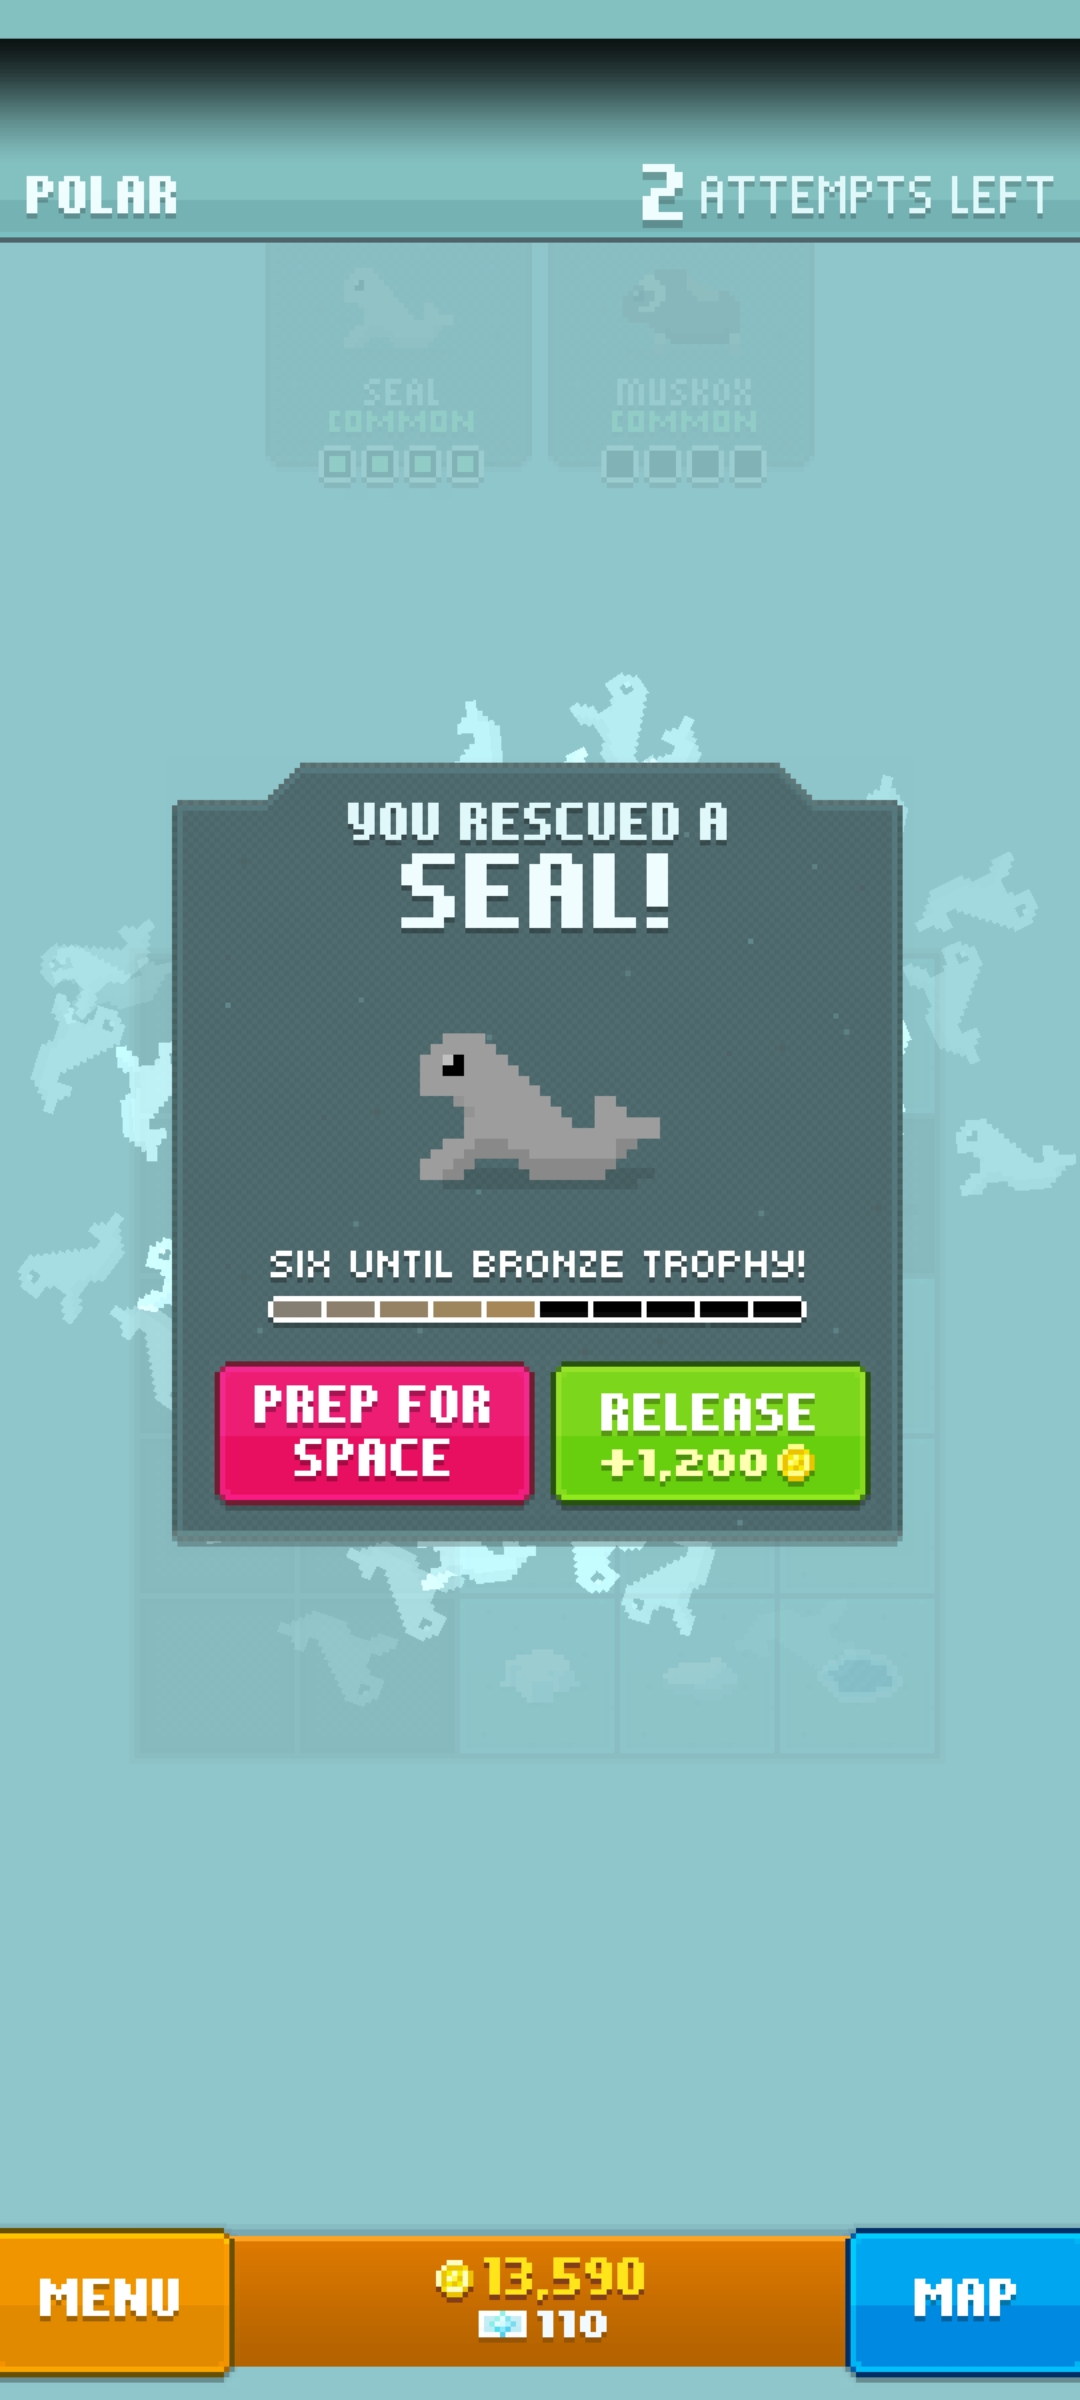 POLAR
2 ATTEMPTS LEFT
SEAL
COMMON
MUSKOX
COMMON
YOU RESCUED A
SEAL!
SIX UNTIL BRONZE TROPHY!
PREP FOR
SPACE
RELEASE
+1,200
MENU
13,590
110
MAP